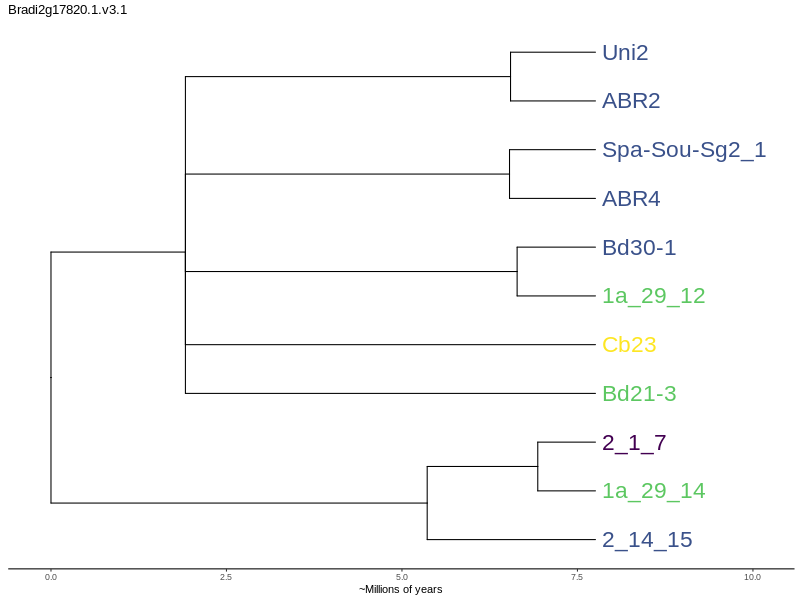 Bradi2g17820.1.v3.1
Uni2
ABR2
Spa-Sou-Sg2_1
ABR4
Bd30-1
1a_29_12
Cb23
Bd21-3
2_1_7
1a_29_14
2_14_15
0.0 2.5 5.0 7.5 10.0
~Millions of years